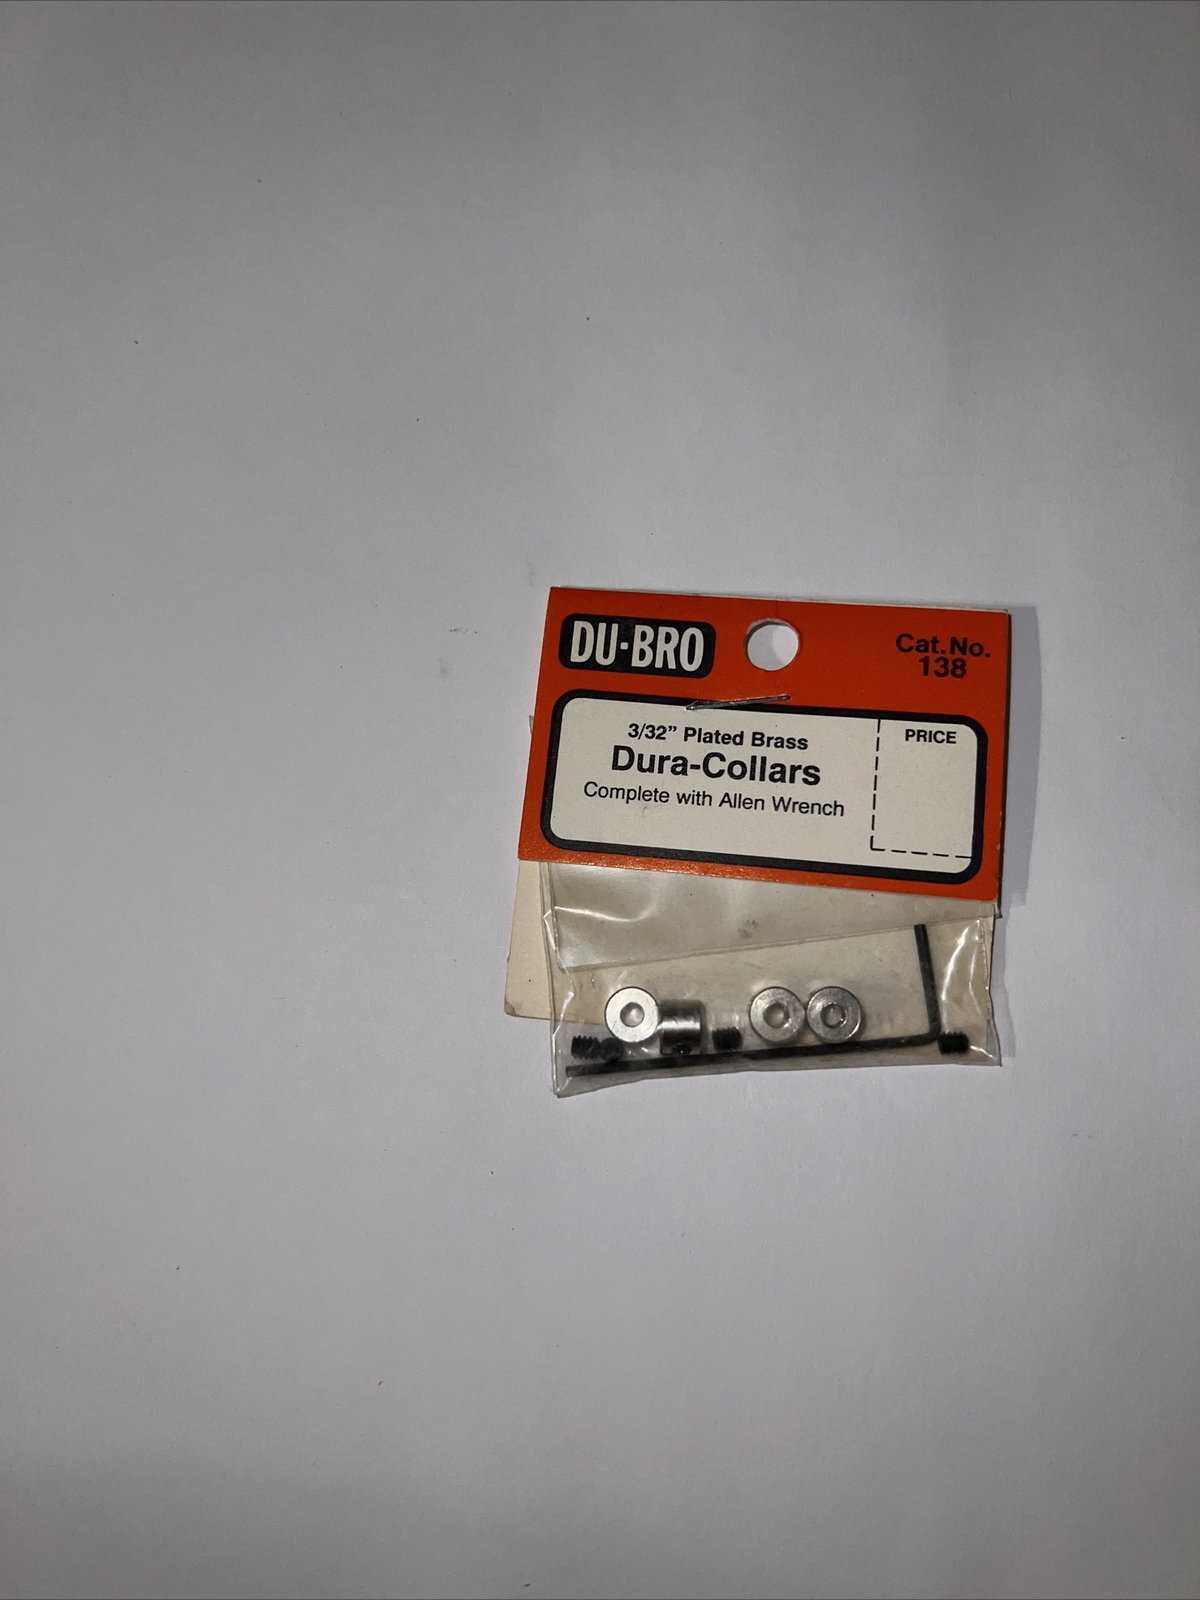 DU·BRO
Cat. No.
138
3/32” Plated Brass
Dura-Collars
Complete with Allen Wrench
PRICE